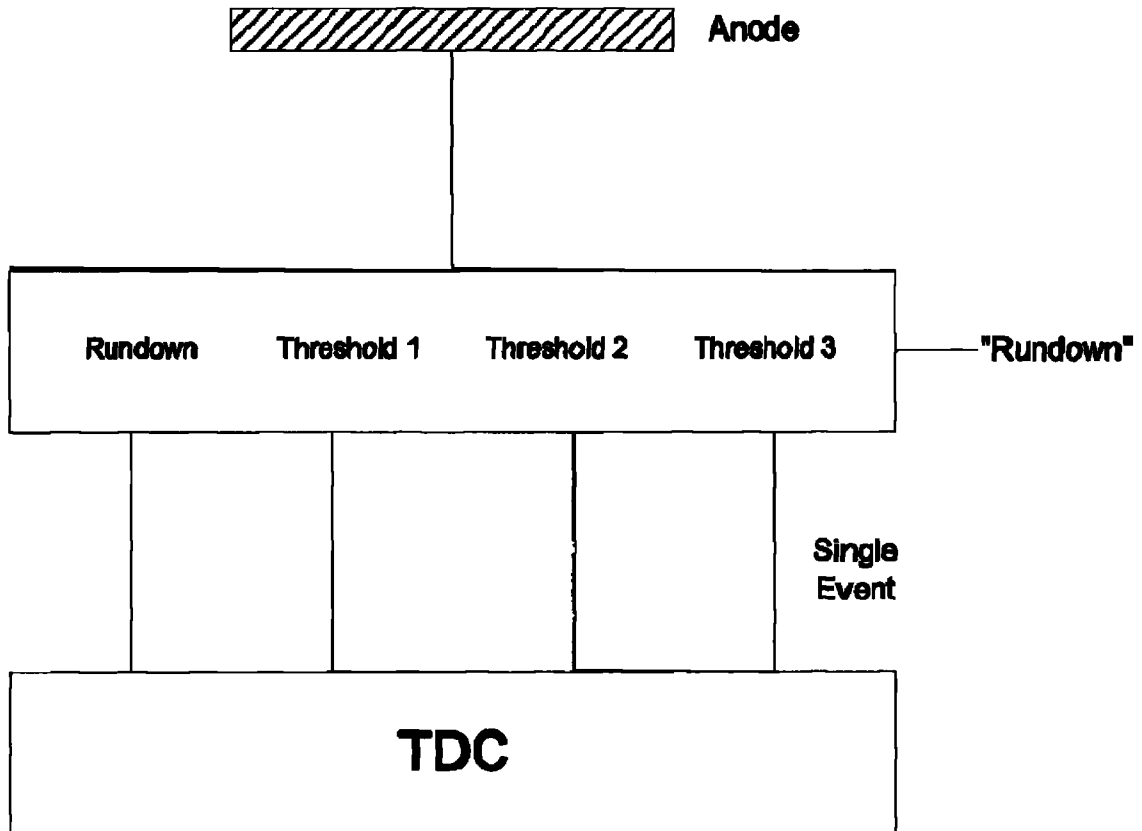 Anode
Rundown
Threshold 1
Threshold 2
Threshold 3
"Rundown"
Single
Event
TDC